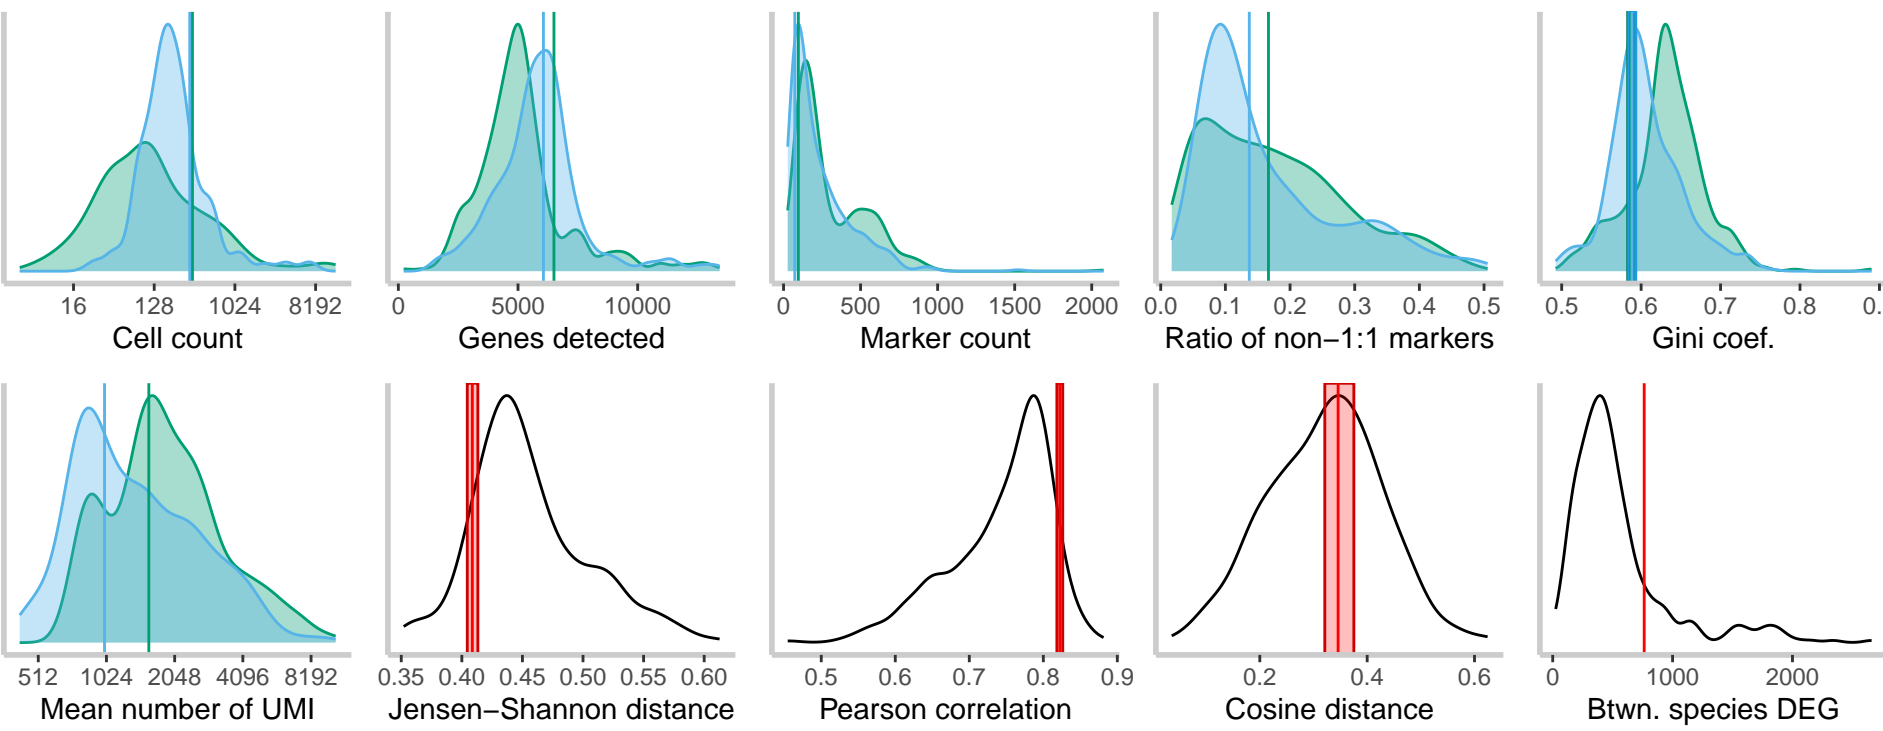 16 128 1024 8192
Cell count
0 5000 10000
Genes detected
0 500 1000 1500 2000
Marker count
0.0 0.1 0.2 0.3 0.4 0.5
Ratio of non−1:1 markers
0.5 0.6 0.7 0.8 0.
Gini coef.
512 1024 2048 4096 8192
Mean number of UMI
0.35 0.40 0.45 0.50 0.55 0.60
Jensen−Shannon distance
0.5 0.6 0.7 0.8 0.9
Pearson correlation
0.2 0.4 0.6
Cosine distance
0 1000 2000
Btwn. species DEG